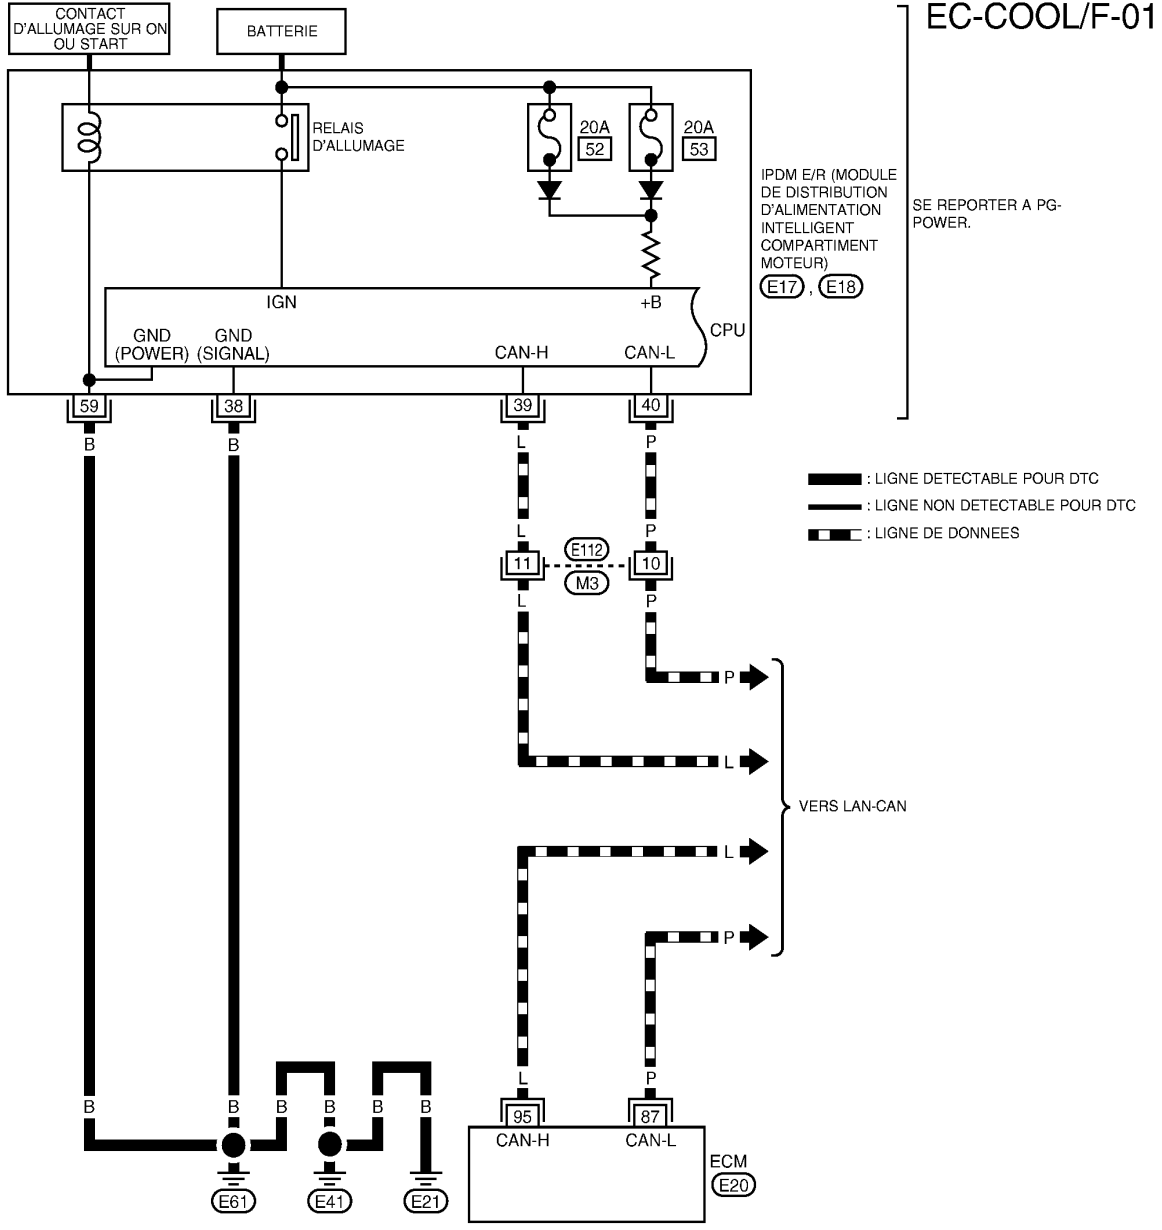 CONTACT
D'ALLUMAGE SUR ON
OU START
BATTERIE
EC-COOL/F-01
RELAIS
D'ALLUMAGE
20A
52
20A
53
IPDM E/R (MODULE
DE DISTRIBUTION
D'ALIMENTATION
INTELLIGENT
COMPARTIMENT
MOTEUR)
E17 , E18
SE REPORTER A PG-
POWER.
IGN
+B
CPU
GND
(POWER)
GND
(SIGNAL)
CAN-H
CAN-L
59
38
39
40
B
B
L
P
: LIGNE DETECTABLE POUR DTC
: LIGNE NON DETECTABLE POUR DTC
: LIGNE DE DONNEES
L
P
11
E112
M3
10
L
P
P
L
VERS LAN-CAN
L
P
L
P
B
B
B
B
B
B
95
87
CAN-H
CAN-L
ECM
E20
E61
E41
E21